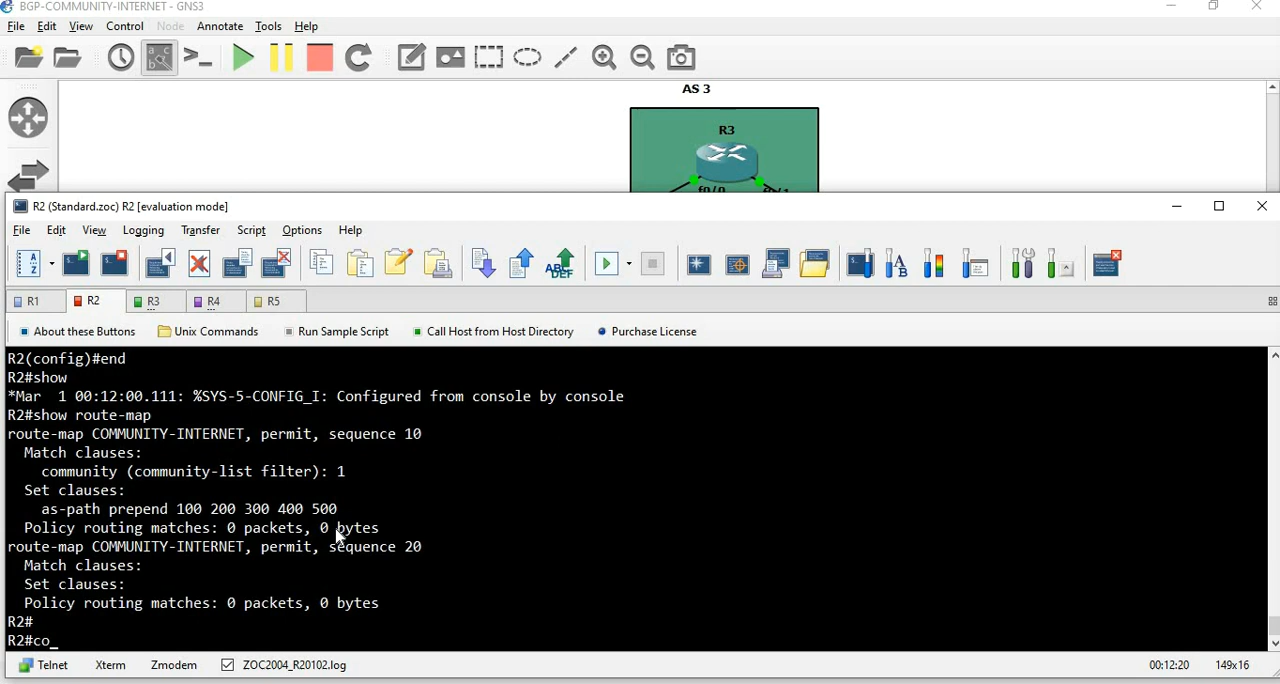 BGP-COMMUNITY-INTERNET - GNS3
File Edit View Control Node Annotate Tools Help
AS 3
R3
R2 (Standard.zoc) R2 [evaluation mode]
File Edit View Logging Transfer Script Options Help
R1 R2 R3 R4 R5
About these Buttons Unix Commands Run Sample Script Call Host from Host Directory Purchase License
R2(config)#end
R2#show
*Mar  1 00:12:00.111: %SYS-5-CONFIG_I: Configured from console by console
R2#show route-map
route-map COMMUNITY-INTERNET, permit, sequence 10
  Match clauses:
    community (community-list filter): 1
  Set clauses:
    as-path prepend 100 200 300 400 500
  Policy routing matches: 0 packets, 0 bytes
route-map COMMUNITY-INTERNET, permit, sequence 20
  Match clauses:
  Set clauses:
  Policy routing matches: 0 packets, 0 bytes
R2#
R2#co_
Telnet Xterm Zmodem ZOC2004_R20102.log 00:12:20 149x16